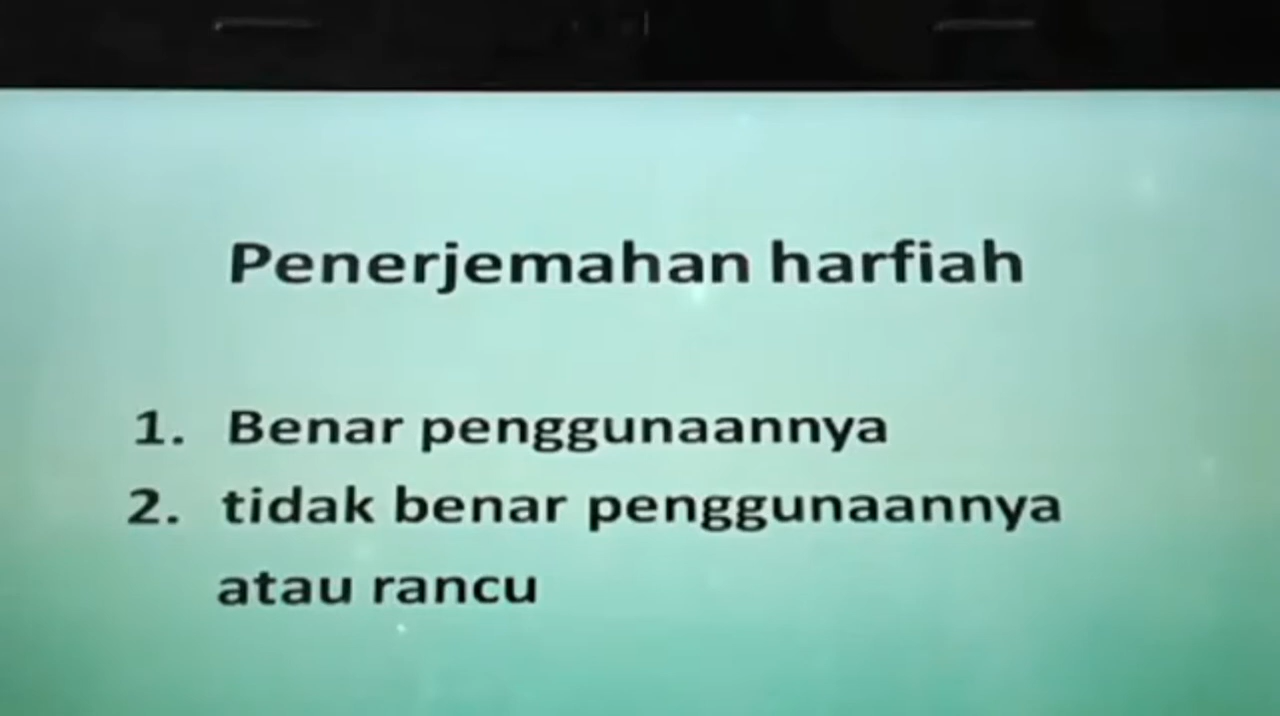 Penerjemahan harfiah
1. Benar penggunaannya
2. tidak benar penggunaannya
atau rancu